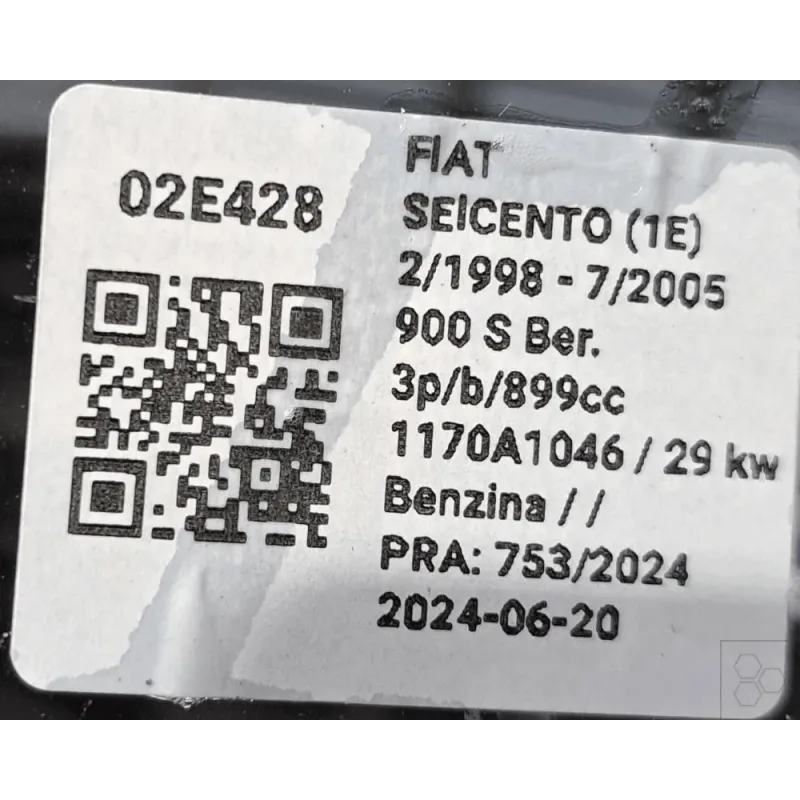 02E428
FIAT
SEICENTO (1E)
2/1998 - 7/2005
900 S Ber.
3p/b/899cc
1170A1046 / 29 kw
Benzina / /
PRA: 753/2024
2024-06-20